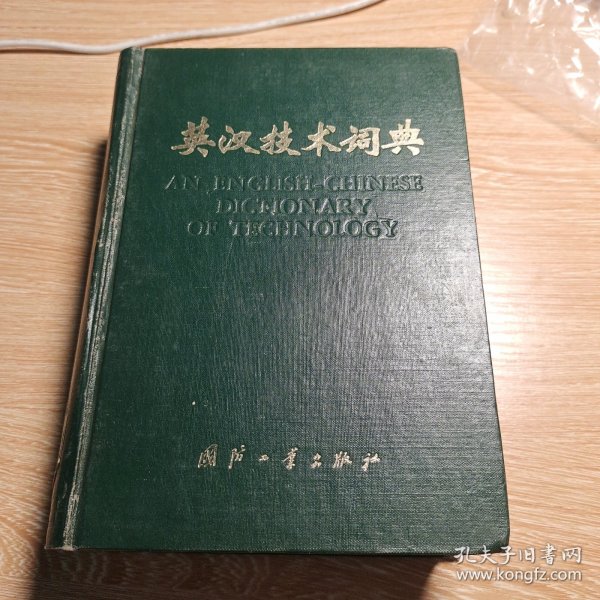 英汉技术词典
AN ENGLISH-CHINESE
DICTIONARY
OF TECHNOLOGY
国防工业出版社
孔夫子旧书网
www.kongfz.com